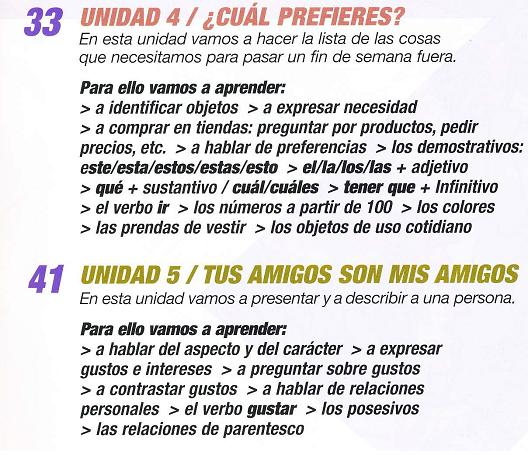 33 UNIDAD 4 / ¿CUÁL PREFIERES?
En esta unidad vamos a hacer la lista de las cosas
que necesitamos para pasar un fin de semana fuera.
Para ello vamos a aprender:
> a identificar objetos > a expresar necesidad
> a comprar en tiendas: preguntar por productos, pedir
precios, etc. > a hablar de preferencias > los demostrativos:
este/esta/estos/estas/esto > el/la/los/las + adjetivo
> qué + sustantivo / cuál/cuáles > tener que + Infinitivo
> el verbo ir > los números a partir de 100 > los colores
> las prendas de vestir > los objetos de uso cotidiano
41 UNIDAD 5 / TUS AMIGOS SON MIS AMIGOS
En esta unidad vamos a presentar y a describir a una persona.
Para ello vamos a aprender:
> a hablar del aspecto y del carácter > a expresar
gustos e intereses > a preguntar sobre gustos
> a contrastar gustos > a hablar de relaciones
personales > el verbo gustar > los posesivos
> las relaciones de parentesco